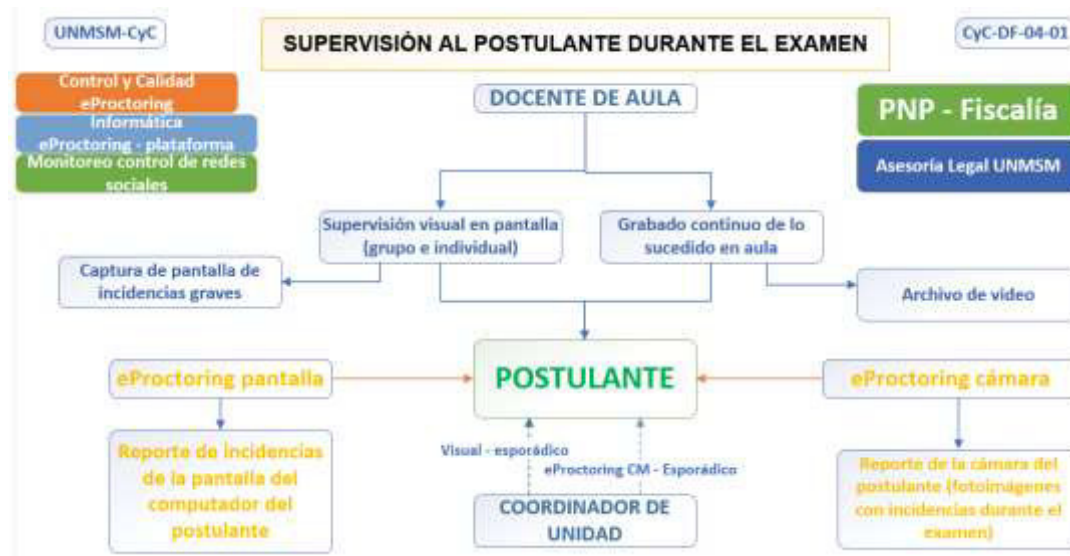 UNMSM-CyC
SUPERVISIÓN AL POSTULANTE DURANTE EL EXAMEN
CyC-DF-04-01
Control y Calidad
eProctoring
Informática
eProctoring - plataforma
Monitoreo control de redes
sociales
DOCENTE DE AULA
PNP - Fiscalía
Asesoría Legal UNMSM
Supervisión visual en pantalla
(grupo e individual)
Grabado continuo de lo
sucedido en aula
Captura de pantalla de
incidencias graves
Archivo de video
eProctoring pantalla
POSTULANTE
eProctoring cámara
Reporte de incidencias
de la pantalla del
computador del
postulante
Visual - esporádico
eProctoring CM - Esporádico
COORDINADOR DE
UNIDAD
Reporte de la cámara del
postulante (fotoimágenes
con incidencias durante el
examen)